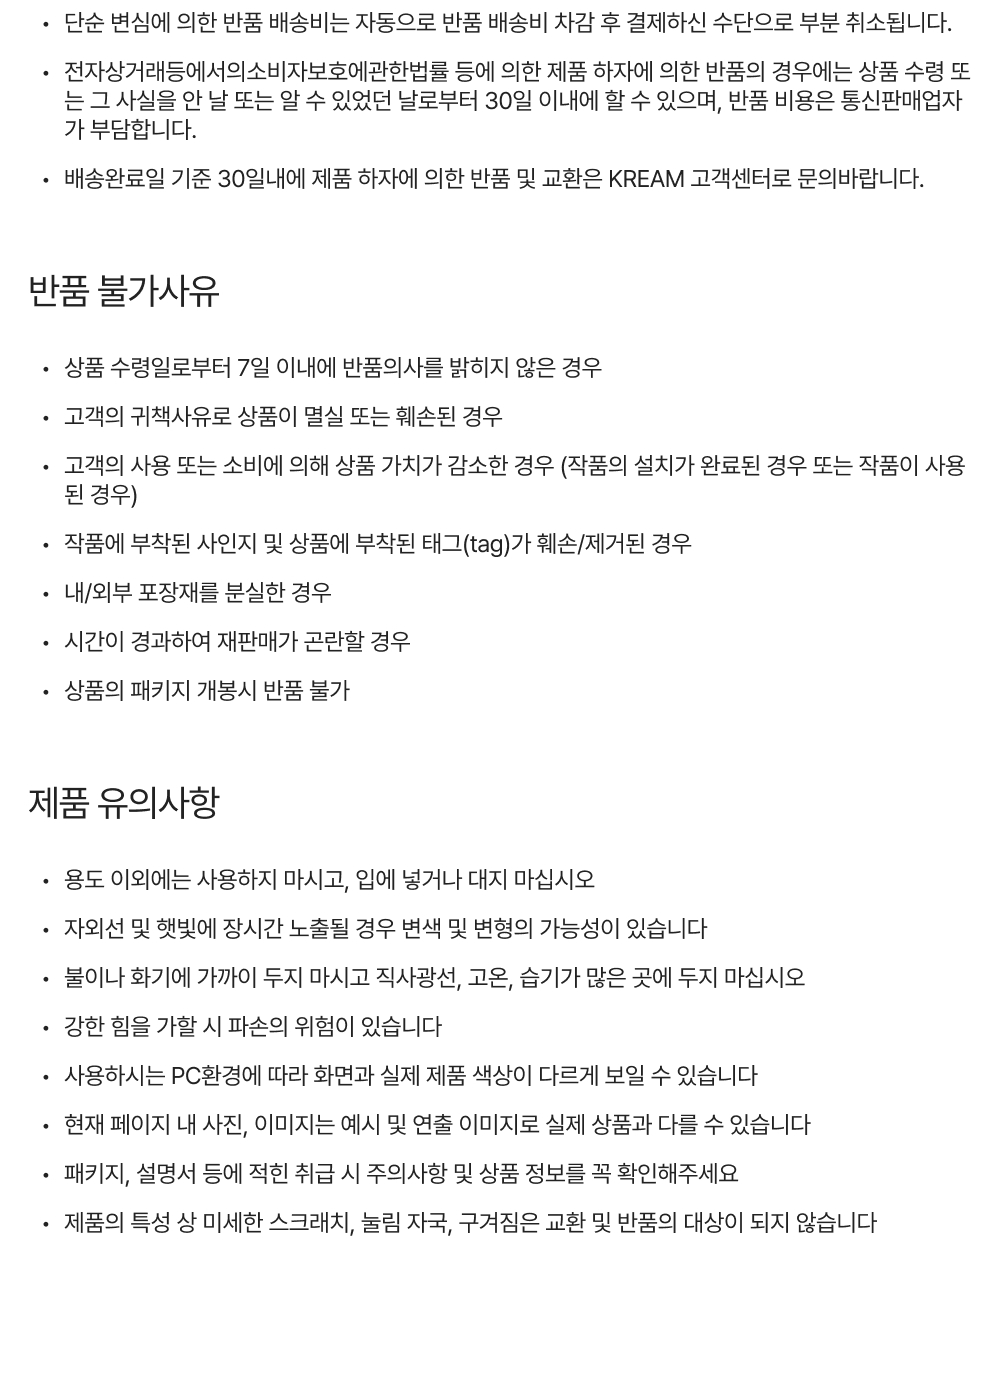 • 단순 변심에 의한 반품 배송비는 자동으로 반품 배송비 차감 후 결제하신 수단으로 부분 취소됩니다.
• 전자상거래등에서의소비자보호에관한법률 등에 의한 제품 하자에 의한 반품의 경우에는 상품 수령 또
는 그 사실을 안 날 또는 알 수 있었던 날로부터 30일 이내에 할 수 있으며, 반품 비용은 통신판매업자
가 부담합니다.
• 배송완료일 기준 30일내에 제품 하자에 의한 반품 및 교환은 KREAM 고객센터로 문의바랍니다.
반품 불가사유
• 상품 수령일로부터 7일 이내에 반품의사를 밝히지 않은 경우
• 고객의 귀책사유로 상품이 멸실 또는 훼손된 경우
• 고객의 사용 또는 소비에 의해 상품 가치가 감소한 경우 (작품의 설치가 완료된 경우 또는 작품이 사용
된 경우)
• 작품에 부착된 사인지 및 상품에 부착된 태그(tag)가 훼손/제거된 경우
• 내/외부 포장재를 분실한 경우
• 시간이 경과하여 재판매가 곤란할 경우
• 상품의 패키지 개봉시 반품 불가
제품 유의사항
• 용도 이외에는 사용하지 마시고, 입에 넣거나 대지 마십시오
• 자외선 및 햇빛에 장시간 노출될 경우 변색 및 변형의 가능성이 있습니다
• 불이나 화기에 가까이 두지 마시고 직사광선, 고온, 습기가 많은 곳에 두지 마십시오
• 강한 힘을 가할 시 파손의 위험이 있습니다
• 사용하시는 PC환경에 따라 화면과 실제 제품 색상이 다르게 보일 수 있습니다
• 현재 페이지 내 사진, 이미지는 예시 및 연출 이미지로 실제 상품과 다를 수 있습니다
• 패키지, 설명서 등에 적힌 취급 시 주의사항 및 상품 정보를 꼭 확인해주세요
• 제품의 특성 상 미세한 스크래치, 눌림 자국, 구겨짐은 교환 및 반품의 대상이 되지 않습니다